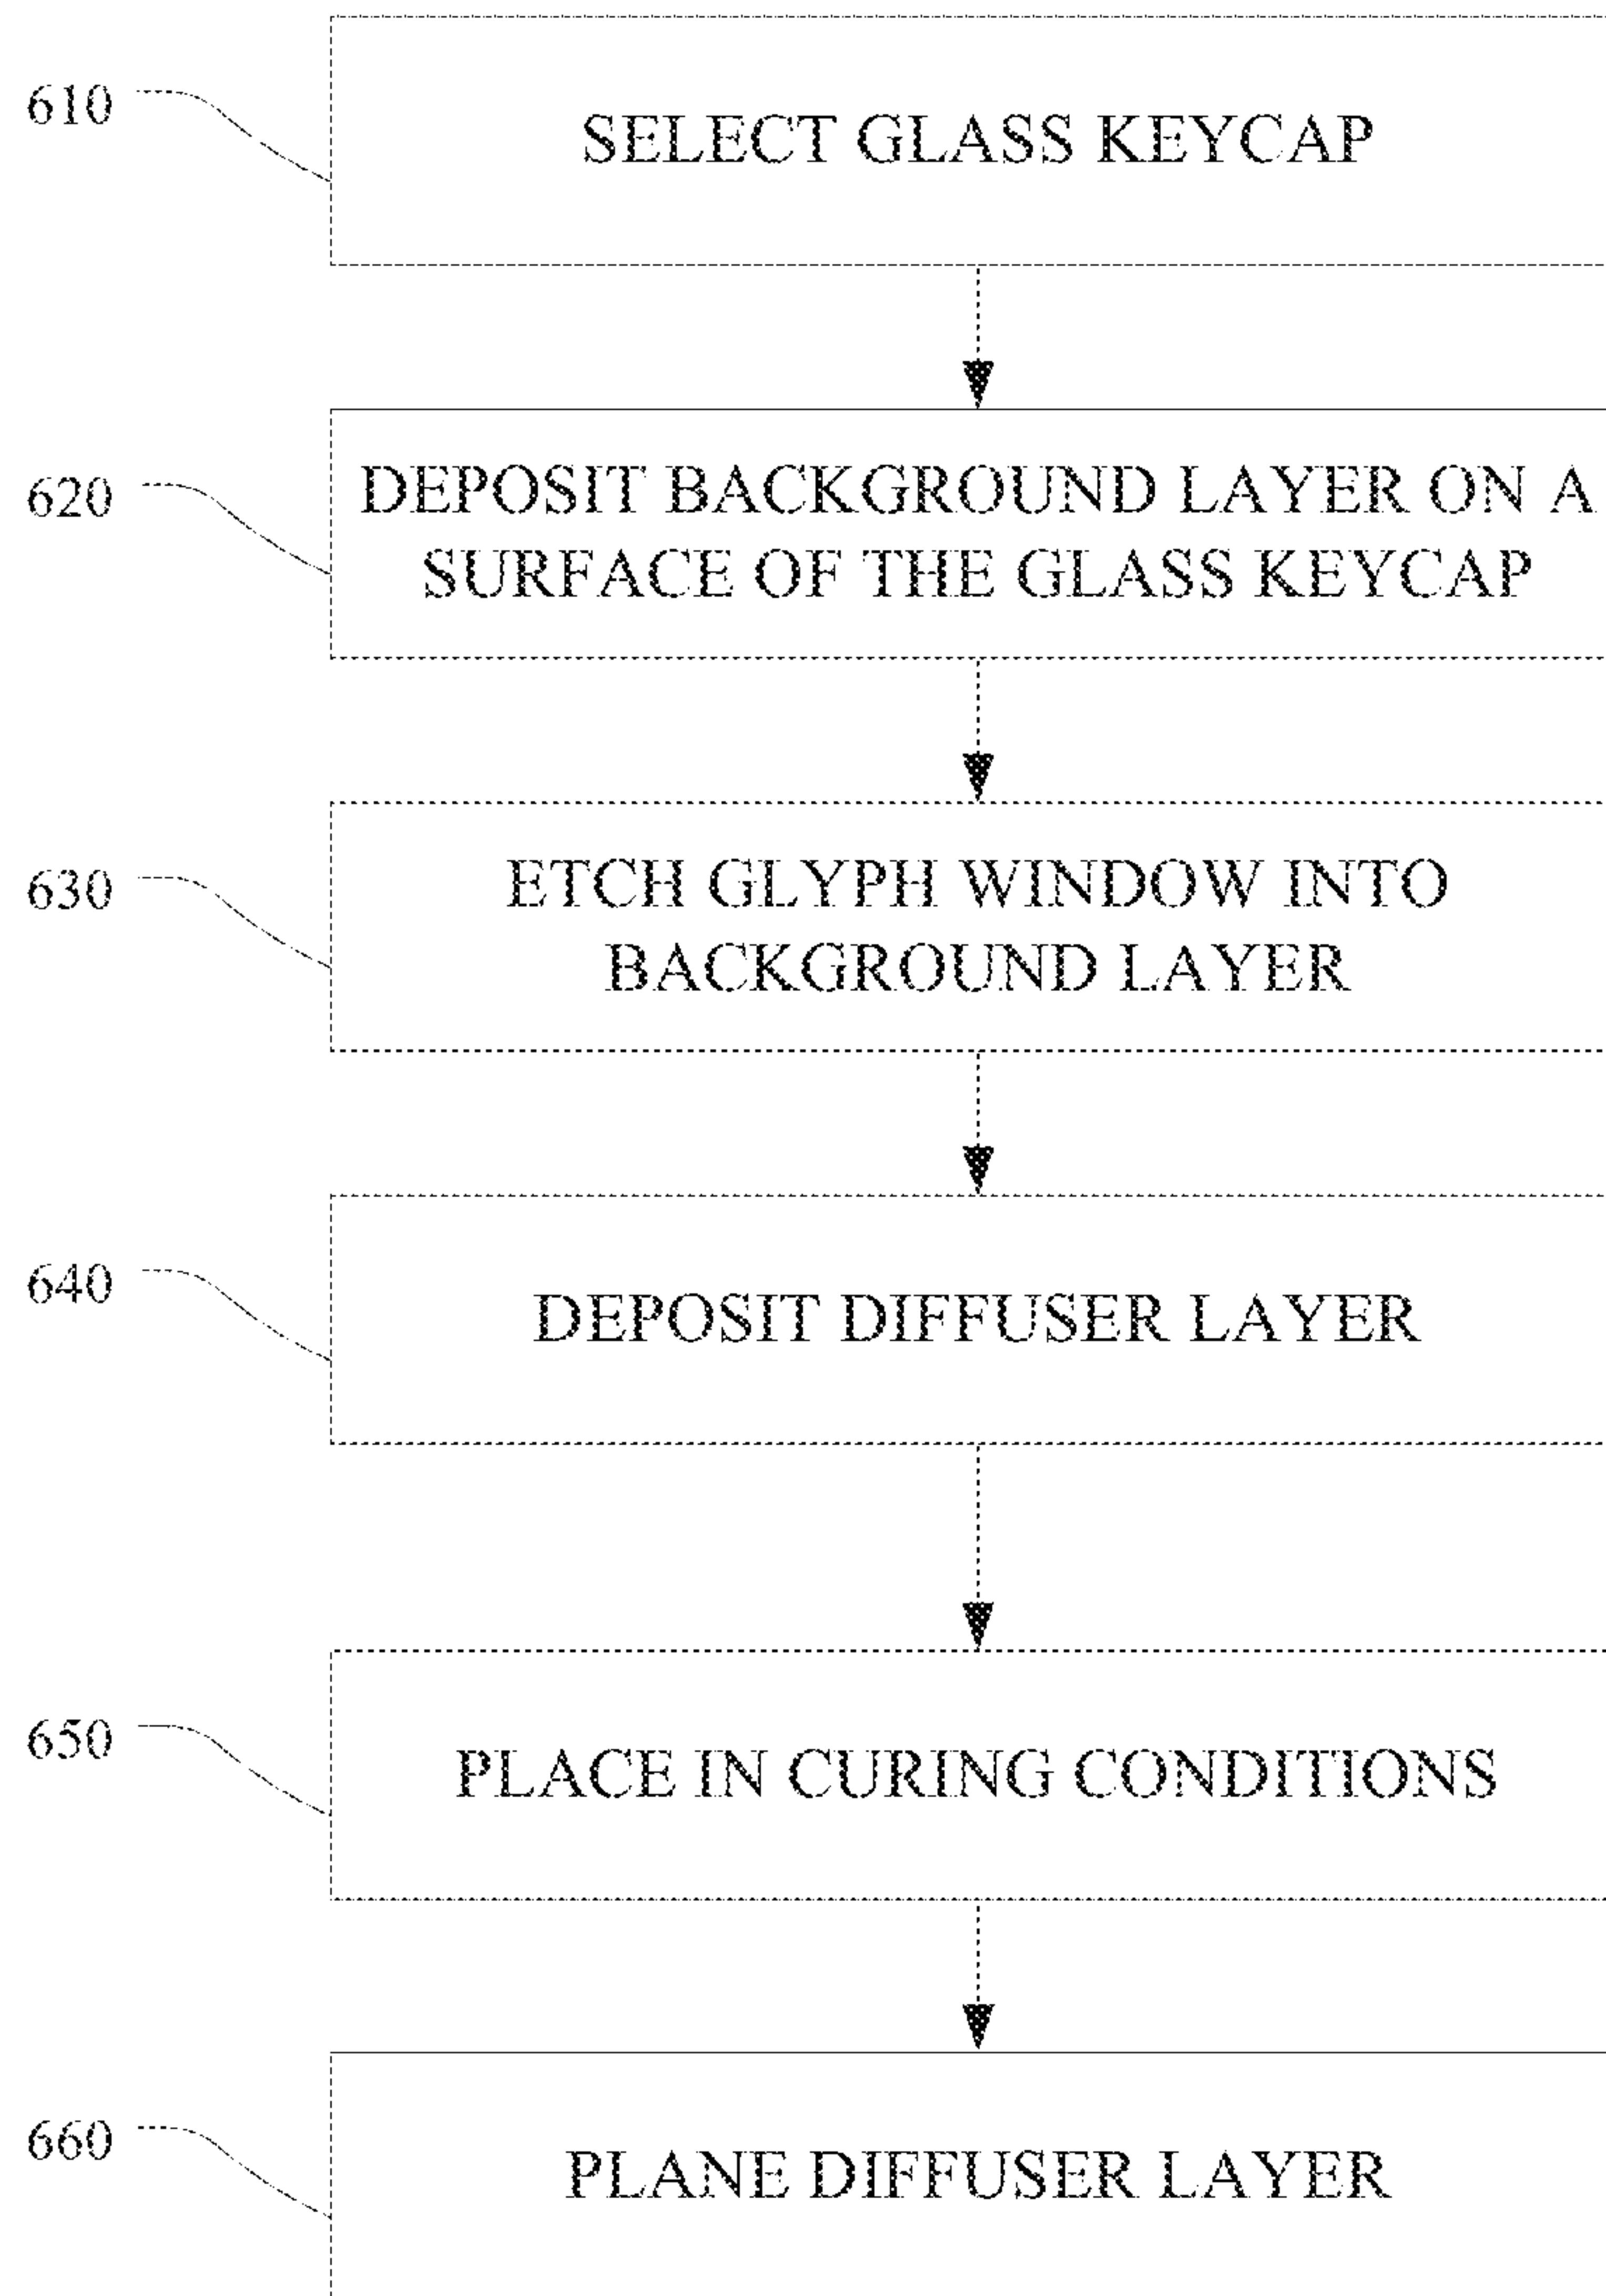 610
SELECT GLASS KEYCAP
620
DEPOSIT BACKGROUND LAYER ON A
SURFACE OF THE GLASS KEYCAP
630
ETCH GLYPH WINDOW INTO
BACKGROUND LAYER
640
DEPOSIT DIFFUSER LAYER
650
PLACE IN CURING CONDITIONS
660
PLANE DIFFUSER LAYER